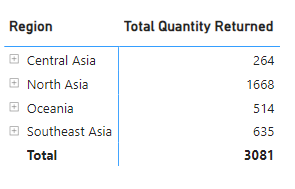 Region Total Quantity Returned
Central Asia 264
North Asia 1668
Oceania 514
Southeast Asia 635
Total 3081